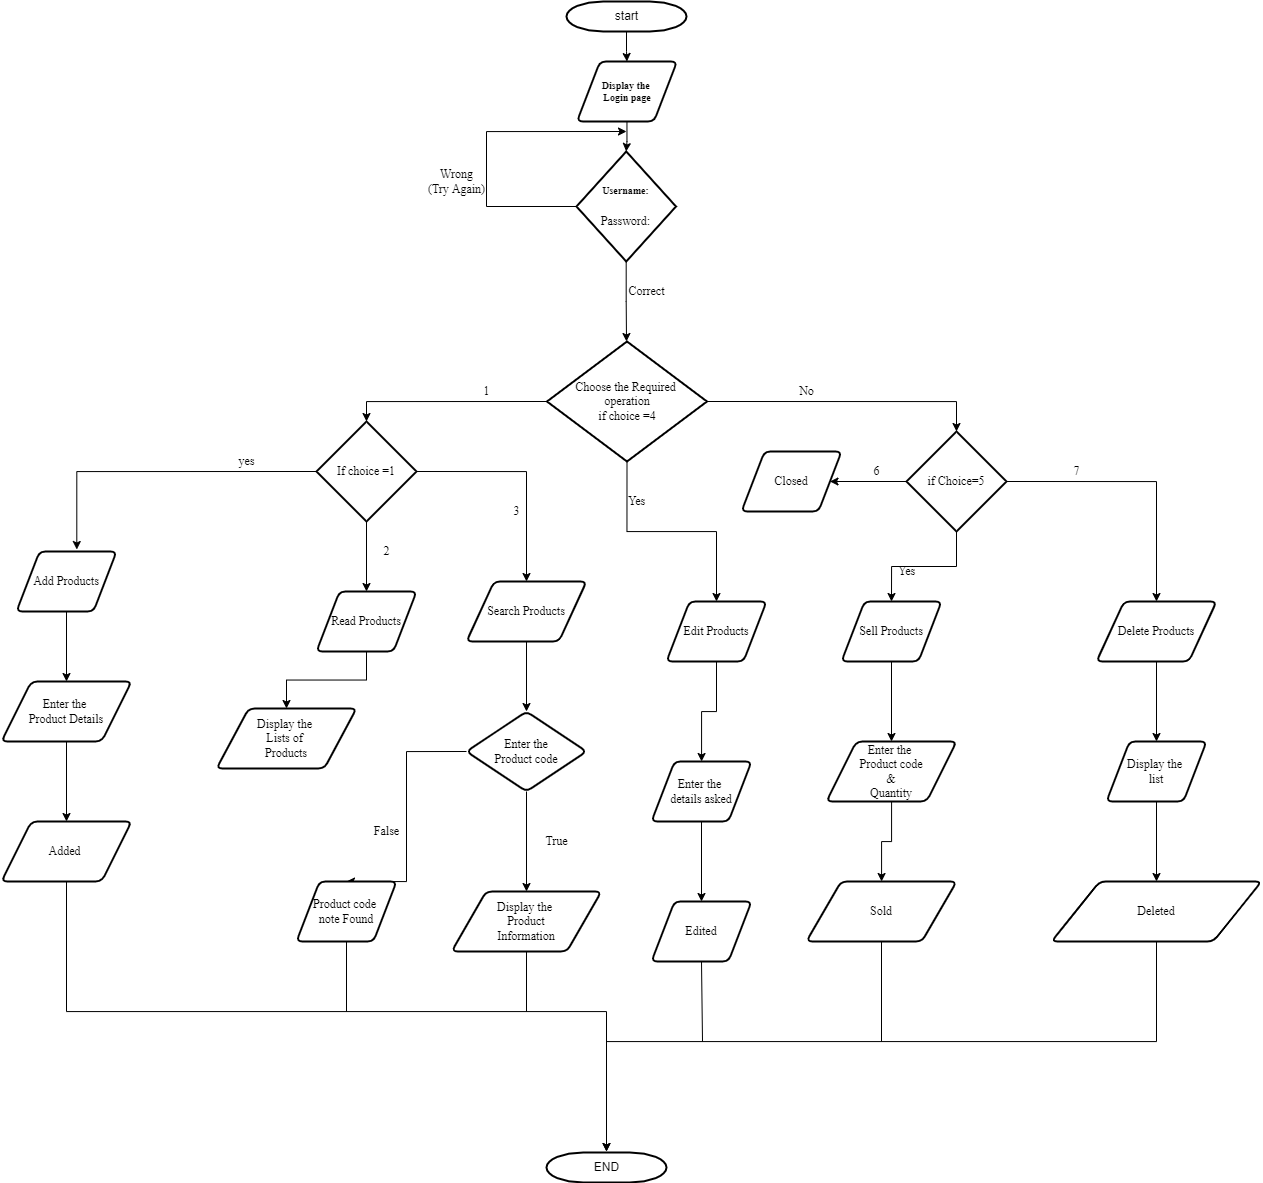 start
Display the
Login page
Wrong
(Try Again)
Username:
Password:
Correct
Choose the Required
operation
if choice =4
1
No
If choice =1
yes
2
3
Yes
if Choice=5
6
7
Closed
Yes
Add Products
Read Products
Search Products
Edit Products
Sell Products
Delete Products
Enter the
Product Details
Display the
Lists of
Products
Enter the
Product code
Enter the
details asked
Enter the
Product code
&
Quantity
Display the
list
False
True
Added
Product code
note Found
Display the
Product
Information
Edited
Sold
Deleted
END